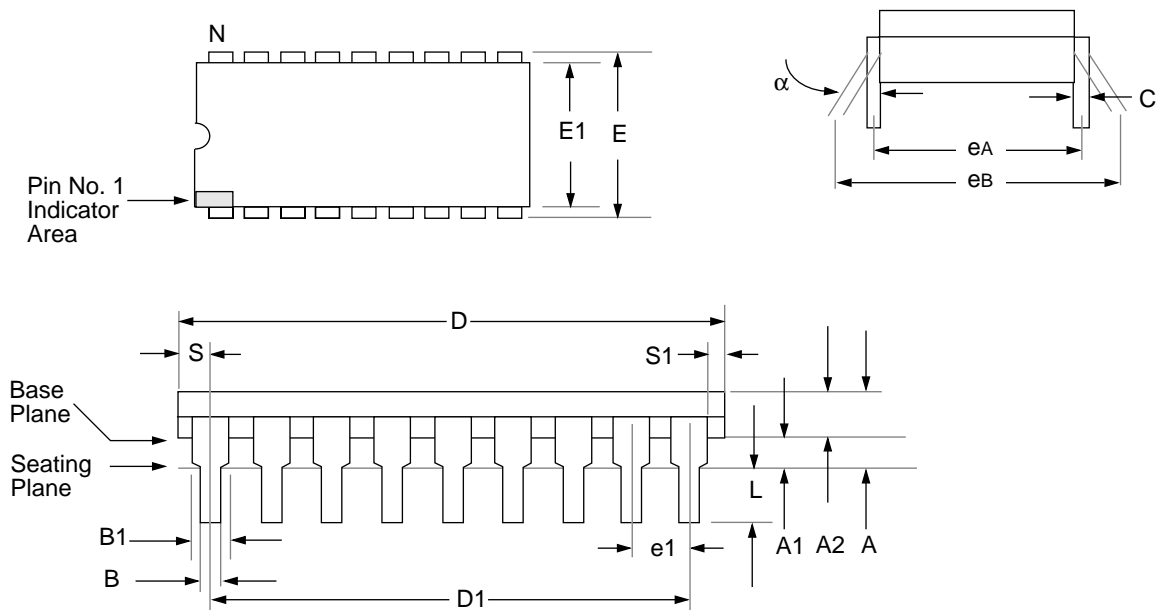 N
E1
E
Pin No. 1
Indicator
Area
α
C
eA
eB
D
S
S1
Base
Plane
Seating
Plane
L
B1
e1
A1
A2
A
B
D1